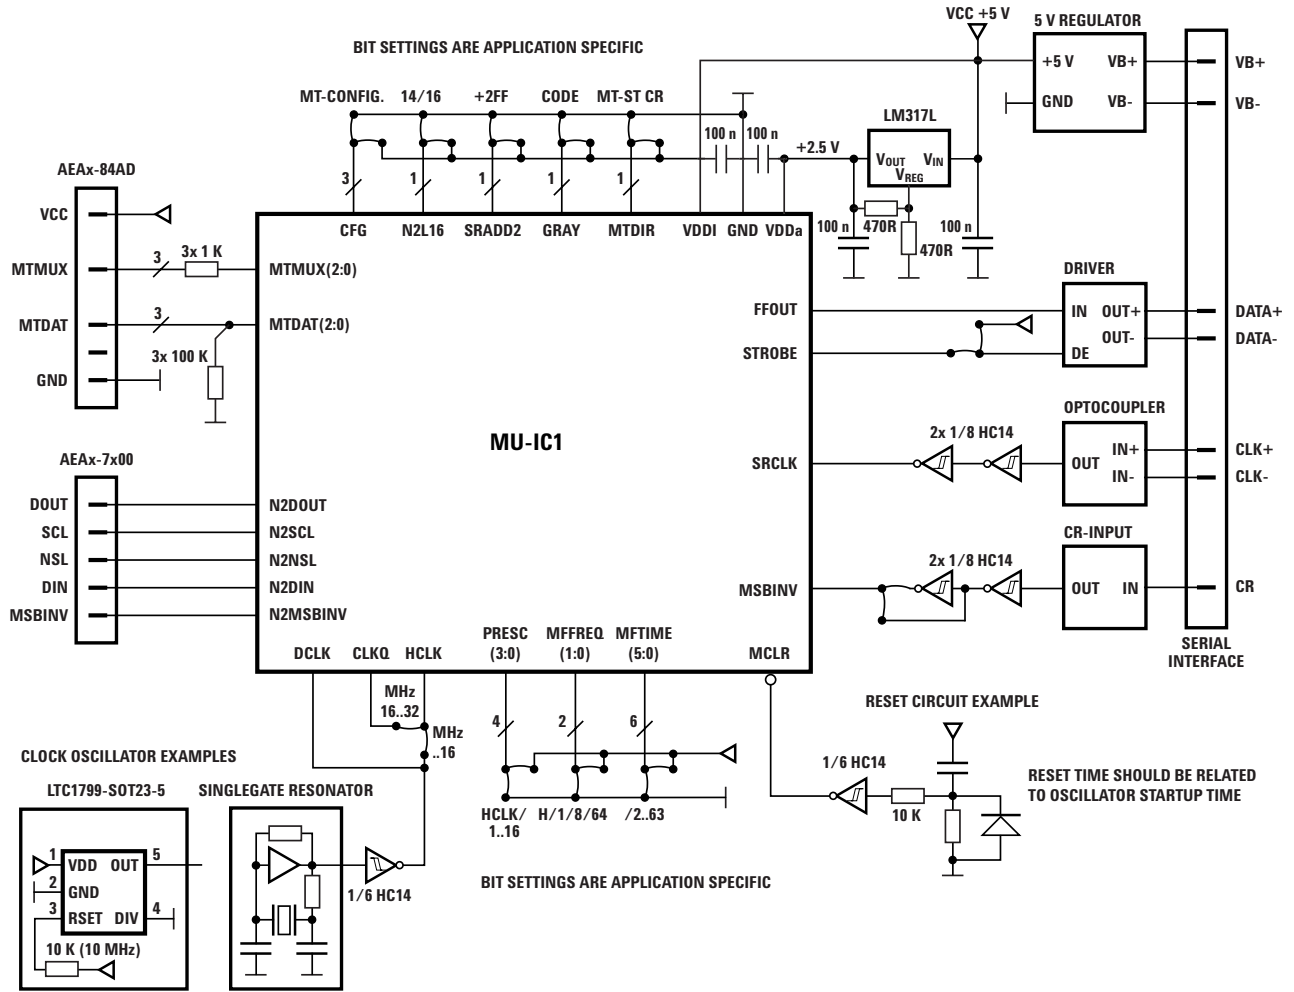 VCC +5 V
5 V REGULATOR
BIT SETTINGS ARE APPLICATION SPECIFIC
+5 V VB+
VB+
GND VB-
VB-
MT-CONFIG. 14/16 +2FF CODE MT-ST CR
LM317L
100 n 100 n
+2.5 V
VOUT VIN
VREG
AEAx-84AD
3 1 1 1 1
VCC
CFG N2L16 SRADD2 GRAY MTDIR VDDI GND VDDa
100 n 470R 100 n
470R
3x 1 K
3
MTMUX
MTMUX(2:0)
DRIVER
FFOUT
IN OUT+
DATA+
3
MTDAT
MTDAT(2:0)
OUT-
DATA-
3x 100 K
STROBE
DE
GND
OPTOCOUPLER
MU-IC1
2x 1/8 HC14
IN+
CLK+
AEAx-7x00
SRCLK
OUT
IN-
CLK-
DOUT
N2DOUT
SCL
N2SCL
CR-INPUT
NSL
N2NSL
2x 1/8 HC14
DIN
N2DIN
MSBINV
OUT IN
CR
MSBINV
N2MSBINV
PRESC MFFREQ MFTIME
(3:0) (1:0) (5:0)
SERIAL
INTERFACE
DCLK CLKQ HCLK
MCLR
MHz
16..32
RESET CIRCUIT EXAMPLE
4 2 6
MHz
..16
CLOCK OSCILLATOR EXAMPLES
1/6 HC14
RESET TIME SHOULD BE RELATED
TO OSCILLATOR STARTUP TIME
LTC1799-SOT23-5
SINGLEGATE RESONATOR
HCLK/
1..16
H/1/8/64
/2..63
10 K
1 VDD OUT 5
2 GND
3 RSET DIV 4
1/6 HC14
BIT SETTINGS ARE APPLICATION SPECIFIC
10 K (10 MHz)